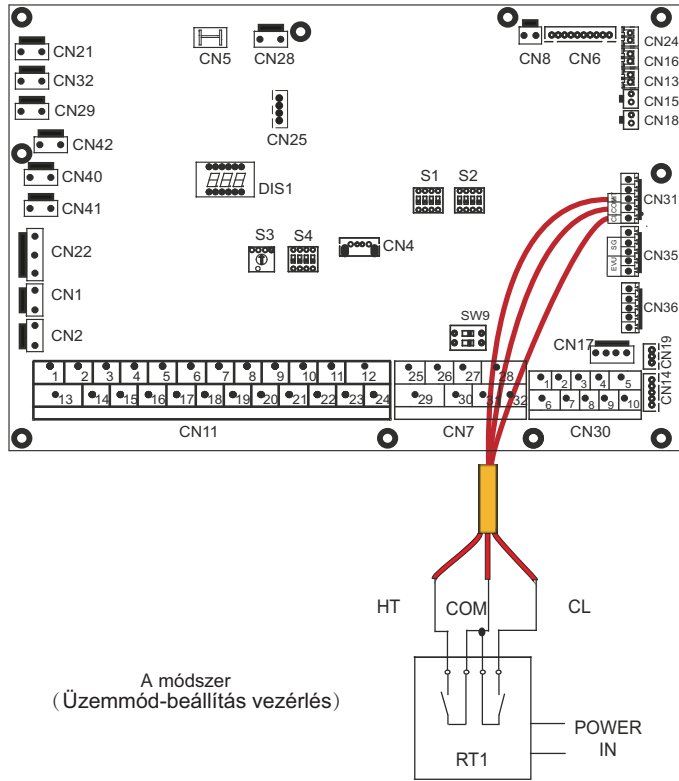 CN21
CN32
CN29
CN42
CN40
CN41
CN22
CN1
CN2
CN5 CN28
CN25
DIS1
S3 S4
CN4
S1 S2
SW9
CN8 CN6
CN24
CN16
CN13
CN15
CN18
CN31
CL COM
CN35
SG
EVU
CN36
CN17
CN19
CN14
1 2 3 4 5 6 7 8 9 10 11 12
13 14 15 16 17 18 19 20 21 22 23 24
CN11
25 26 27 28
29 30 31 32
CN7
1 2 3 4 5
6 7 8 9 10
CN30
HT COM CL
A módszer
(Üzemmód-beállítás vezérlés)
RT1
POWER
IN